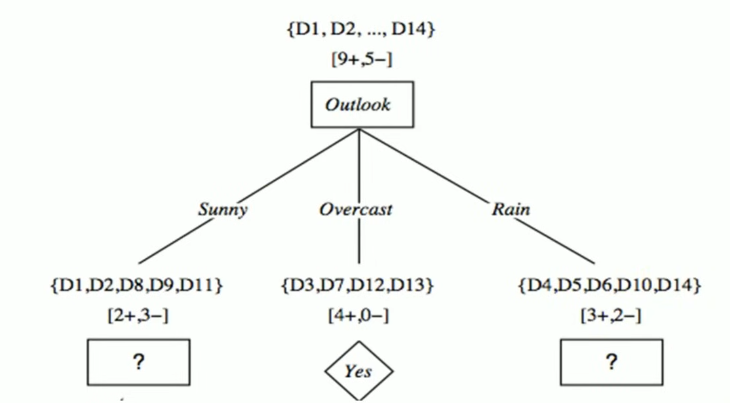 {D1, D2, ..., D14}
[9+,5−]
Outlook
Sunny Overcast Rain
{D1,D2,D8,D9,D11} {D3,D7,D12,D13} {D4,D5,D6,D10,D14}
[2+,3−] [4+,0−] [3+,2−]
? Yes ?